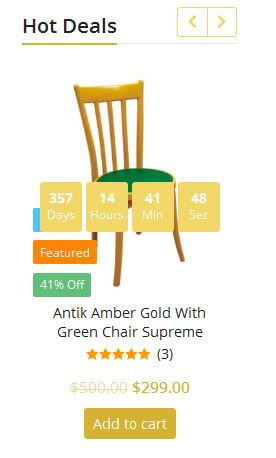 Hot Deals
357 14 41 48
Days Hours Min Sec
Featured
41% Off
Antik Amber Gold With
Green Chair Supreme
(3)
$500.00 $299.00
Add to cart